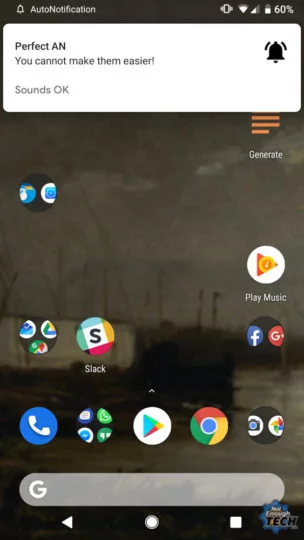 AutoNotification
60%
Perfect AN
You cannot make them easier!
Sounds OK
Generate
Play Music
Slack
G
Not
Enough
TECH